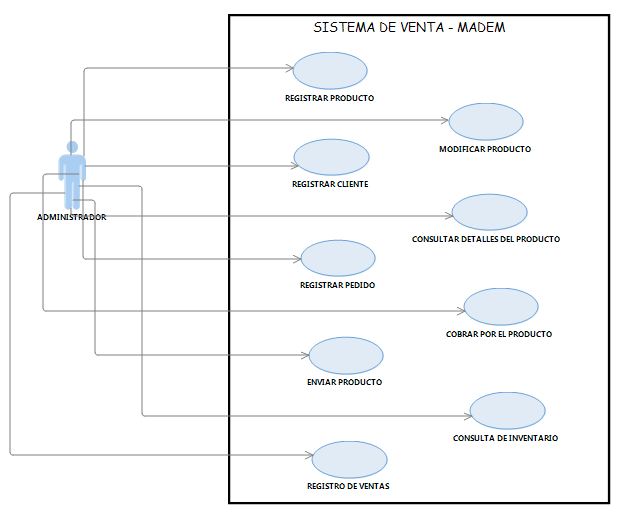 SISTEMA DE VENTA - MADEM
REGISTRAR PRODUCTO
MODIFICAR PRODUCTO
REGISTRAR CLIENTE
ADMINISTRADOR
CONSULTAR DETALLES DEL PRODUCTO
REGISTRAR PEDIDO
COBRAR POR EL PRODUCTO
ENVIAR PRODUCTO
CONSULTA DE INVENTARIO
REGISTRO DE VENTAS